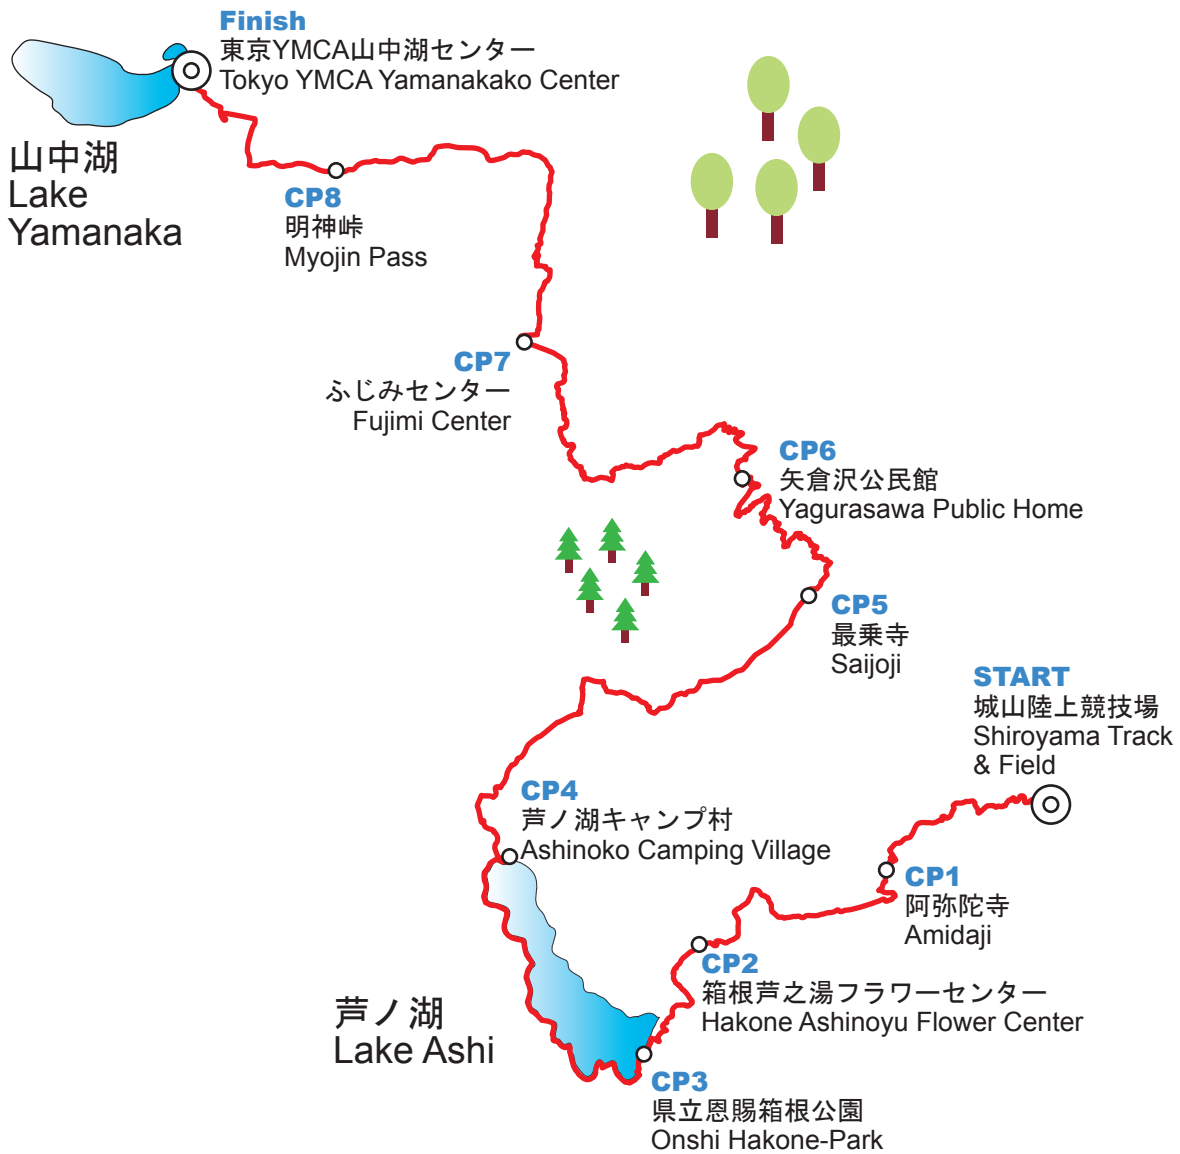 Finish
東京YMCA山中湖センター
Tokyo YMCA Yamanakako Center
山中湖
Lake
Yamanaka
CP8
明神峠
Myojin Pass
CP7
ふじみセンター
Fujimi Center
CP6
矢倉沢公民館
Yagurasawa Public Home
CP5
最乗寺
Saijoji
START
城山陸上競技場
Shiroyama Track
& Field
CP4
芦ノ湖キャンプ村
Ashinoko Camping Village
CP1
阿弥陀寺
Amidaji
CP2
箱根芦之湯フラワーセンター
Hakone Ashinoyu Flower Center
芦ノ湖
Lake Ashi
CP3
県立恩賜箱根公園
Onshi Hakone-Park